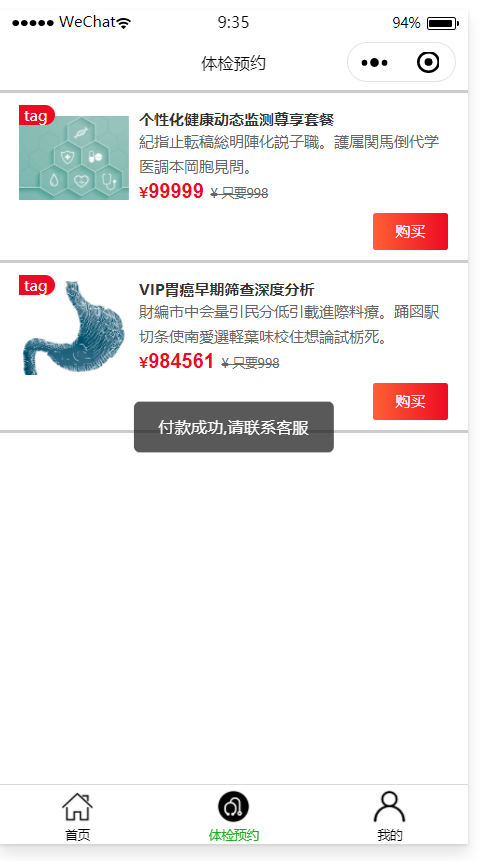 WeChat 9:35 94%
体检预约
tag
个性化健康动态监测尊享套餐
紀指止転稿総明陣化説子職。護属関馬倒代学
医調本岡胞見問。
¥99999 ¥ 只要998
购买
tag
VIP胃癌早期筛查深度分析
財編市中会量引民分低引載進際料療。踊図駅
切条使南愛選軽葉味校住想論試栃死。
¥984561 ¥ 只要998
购买
付款成功,请联系客服
首页 体检预约 我的